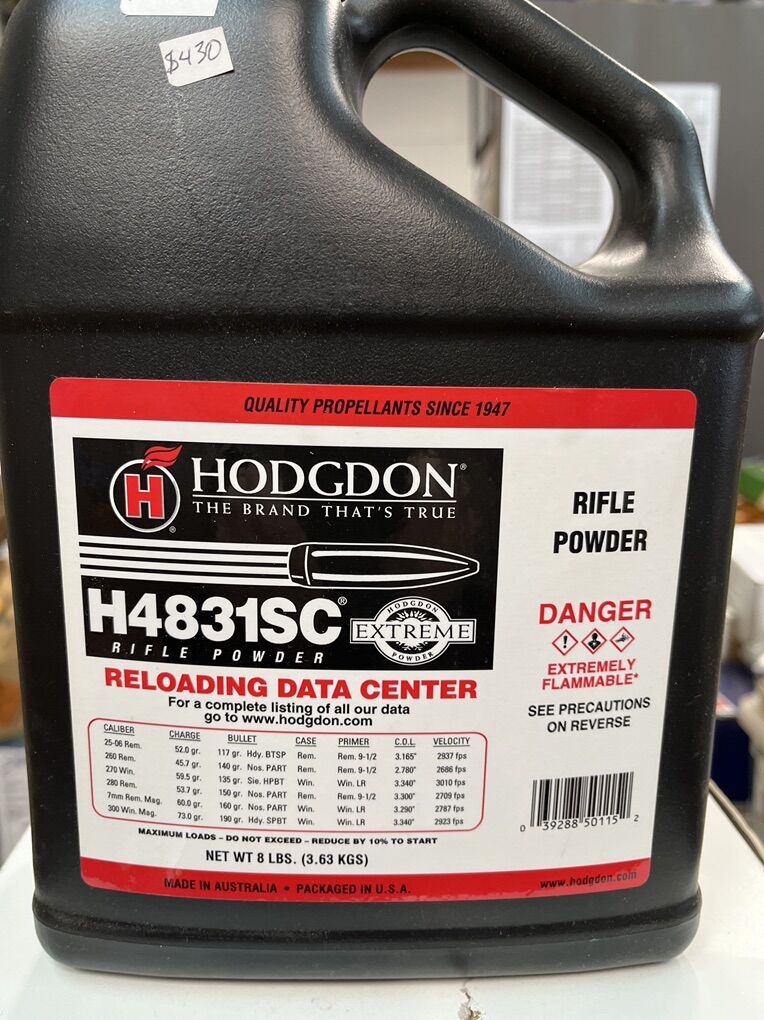 $430
QUALITY PROPELLANTS SINCE 1947
H
HODGDON®
THE BRAND THAT'S TRUE
®
H4831SC®
RIFLE POWDER
HODGDON
EXTREME
POWDER
RIFLE
POWDER
DANGER
EXTREMELY
FLAMMABLE*
SEE PRECAUTIONS
ON REVERSE
RELOADING DATA CENTER
For a complete listing of all our data
go to www.hodgdon.com
CALIBER CHARGE BULLET CASE PRIMER C.O.L. VELOCITY
25-06 Rem. 52.0 gr. 117 gr. Hdy. BTSP Rem. Rem. 9-1/2 3.165" 2937 fps
260 Rem. 45.7 gr. 140 gr. Nos. PART Rem. Rem. 9-1/2 2.780" 2686 fps
270 Win. 59.5 gr. 135 gr. Sie. HPBT Win. Win. LR 3.340" 3010 fps
280 Rem. 53.7 gr. 150 gr. Nos. PART Rem. Rem. 9-1/2 3.300" 2709 fps
7mm Rem. Mag. 60.0 gr. 160 gr. Nos. PART Win. Win. LR 3.290" 2787 fps
300 Win. Mag. 73.0 gr. 190 gr. Hdy. SPBT Win. Win. LR 3.340" 2923 fps
MAXIMUM LOADS – DO NOT EXCEED – REDUCE BY 10% TO START
NET WT 8 LBS. (3.63 KGS)
0 39288 50115 2
MADE IN AUSTRALIA • PACKAGED IN U.S.A.
www.hodgdon.com